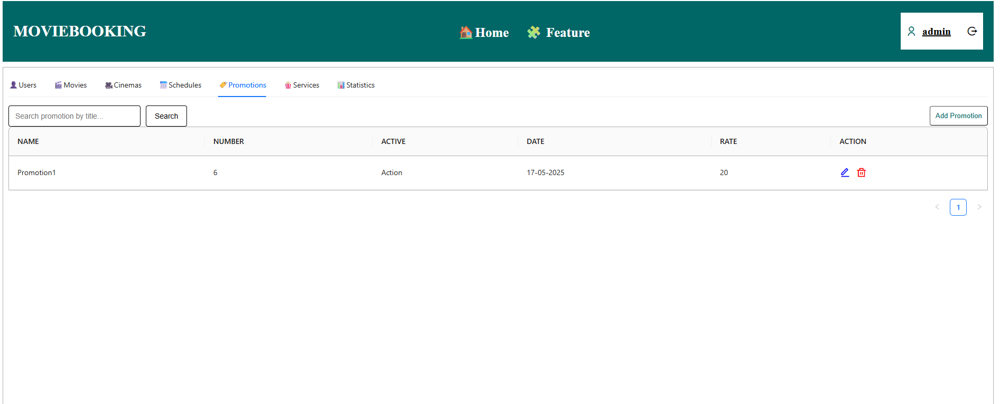 MOVIEBOOKING
Home Feature
admin
Users Movies Cinemas Schedules Promotions Services Statistics
Search promotion by title... Search Add Promotion
NAME NUMBER ACTIVE DATE RATE ACTION
Promotion1 6 Action 17-05-2025 20
< 1 >